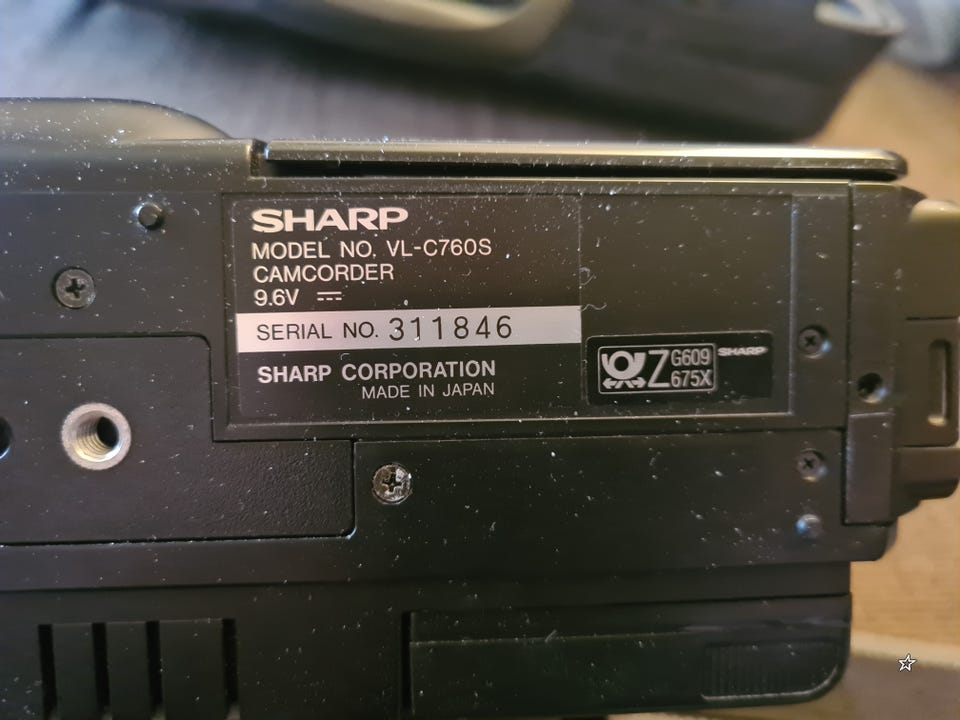 SHARP
MODEL NO. VL-C760S
CAMCORDER
9.6V
SERIAL NO. 311846
SHARP CORPORATION
MADE IN JAPAN
Z G609 SHARP
675X